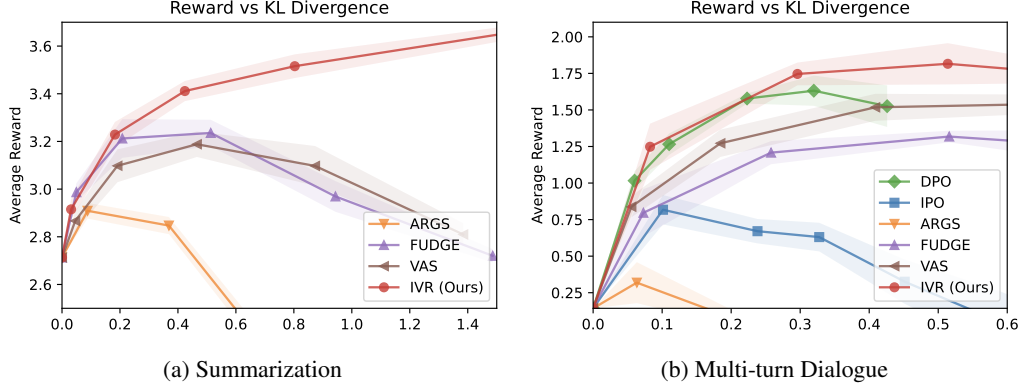 Reward vs KL Divergence
Average Reward
3.6
3.4
3.2
3.0
2.8
2.6
0.0 0.2 0.4 0.6 0.8 1.0 1.2 1.4
ARGS
FUDGE
VAS
IVR (Ours)
(a) Summarization
Reward vs KL Divergence
Average Reward
2.00
1.75
1.50
1.25
1.00
0.75
0.50
0.25
0.0 0.1 0.2 0.3 0.4 0.5 0.6
DPO
IPO
ARGS
FUDGE
VAS
IVR (Ours)
(b) Multi-turn Dialogue